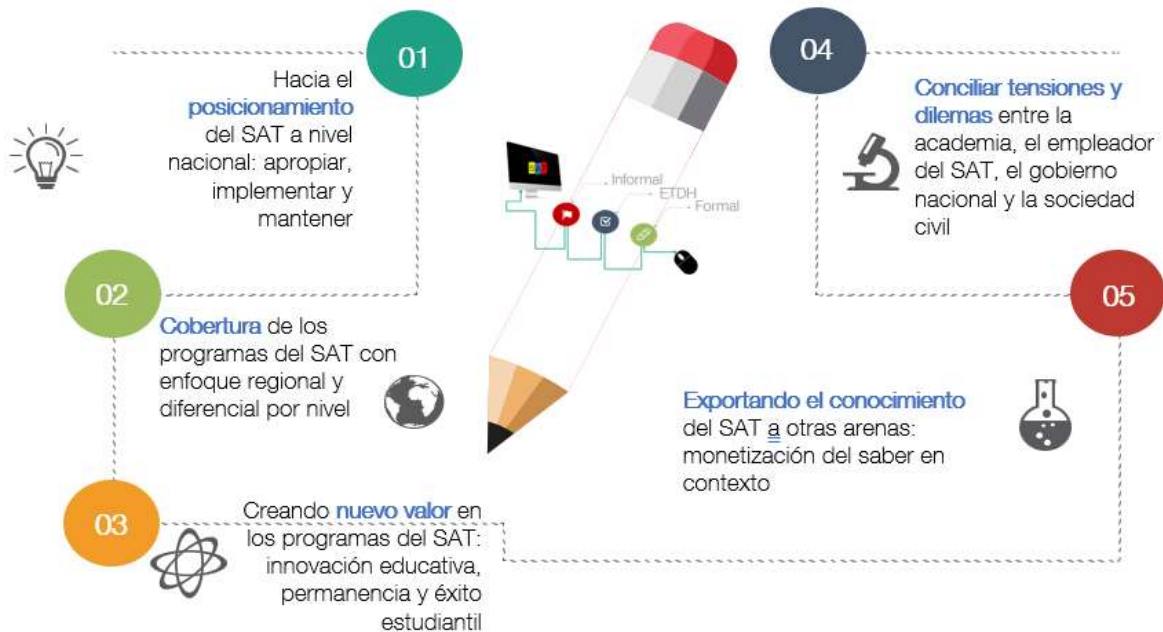 01
Hacia el
posicionamiento
del SAT a nivel
nacional: apropiar,
implementar y
mantener
02
Cobertura de los
programas del SAT con
enfoque regional y
diferencial por nivel
03
Creando nuevo valor en
los programas del SAT:
innovación educativa,
permanencia y éxito
estudiantil
Informal
ETDH
Formal
04
Conciliar tensiones y
dilemas entre la
academia, el empleador
del SAT, el gobierno
nacional y la sociedad
civil
05
Exportando el conocimiento
del SAT a otras arenas:
monetización del saber en
contexto